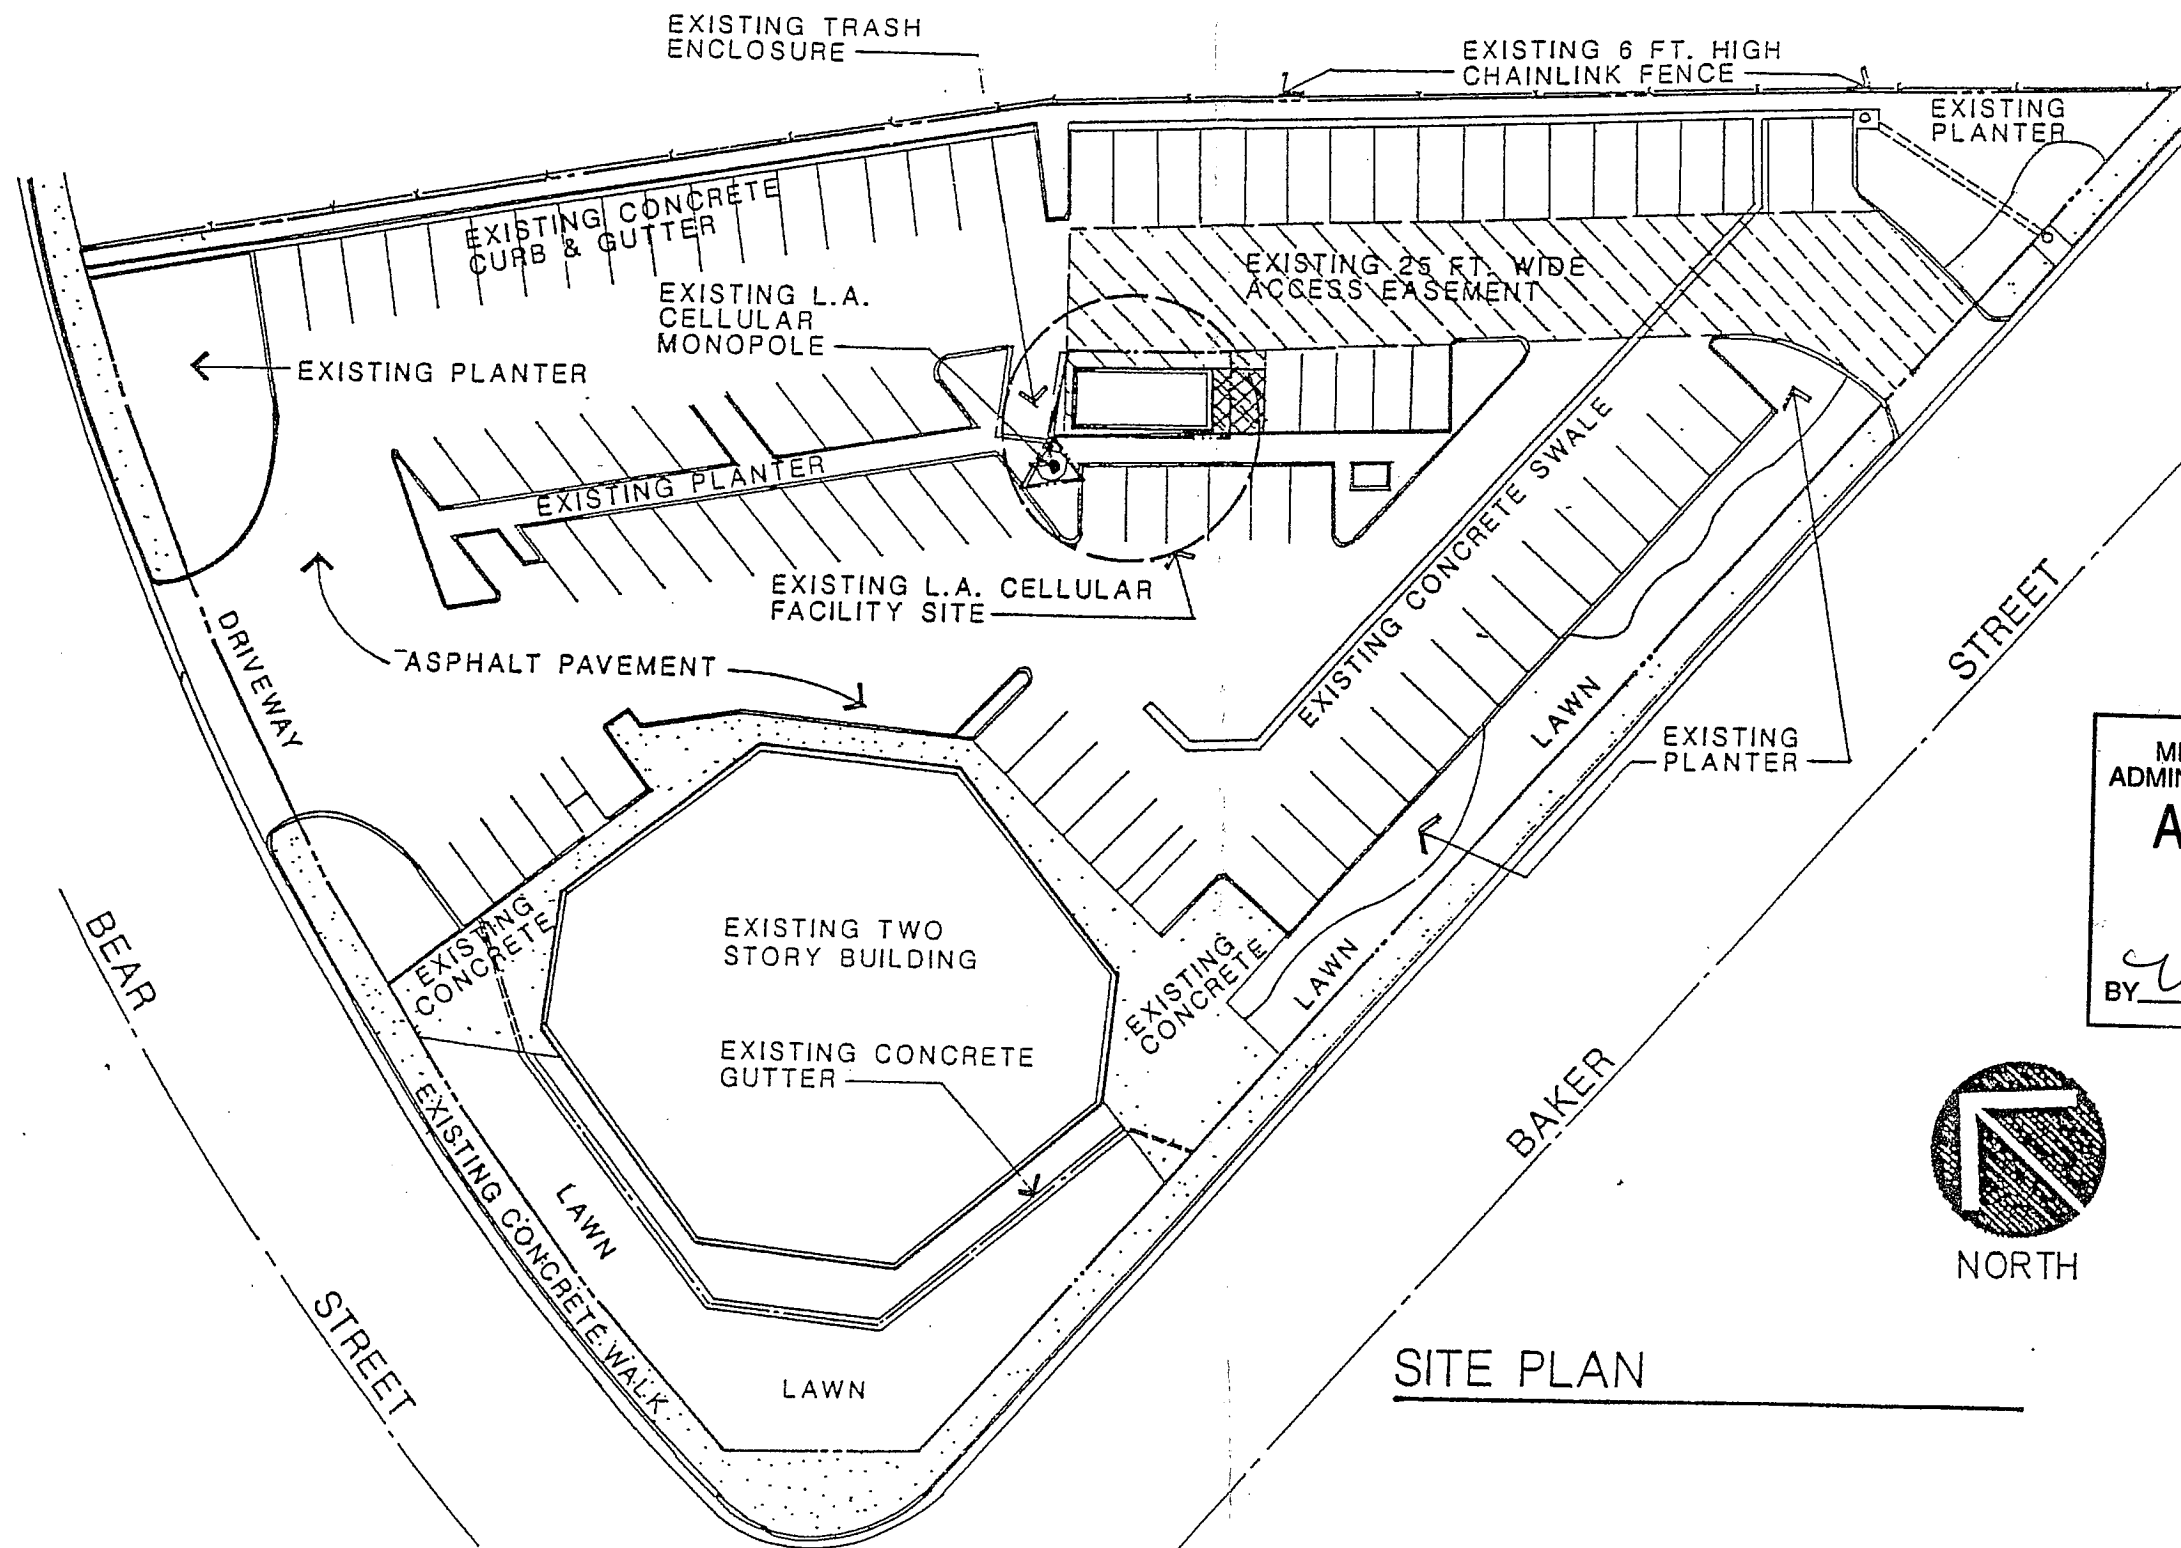 EXISTING TRASH
ENCLOSURE
EXISTING 6 FT. HIGH
CHAINLINK FENCE
EXISTING
PLANTER
EXISTING CONCRETE
CURB & GUTTER
EXISTING 25 FT. WIDE
ACCESS EASEMENT
EXISTING L.A.
CELLULAR
MONOPOLE
EXISTING PLANTER
EXISTING PLANTER
EXISTING CONCRETE SWALE
EXISTING L.A. CELLULAR
FACILITY SITE
DRIVEWAY
ASPHALT PAVEMENT
LAWN
EXISTING
PLANTER
STREET
ADMIN
BY
EXISTING
CONCRETE
EXISTING TWO
STORY BUILDING
EXISTING
CONCRETE
LAWN
BEAR
STREET
EXISTING CONCRETE
GUTTER
EXISTING CONCRETE WALK
LAWN
LAWN
BAKER
NORTH
SITE PLAN